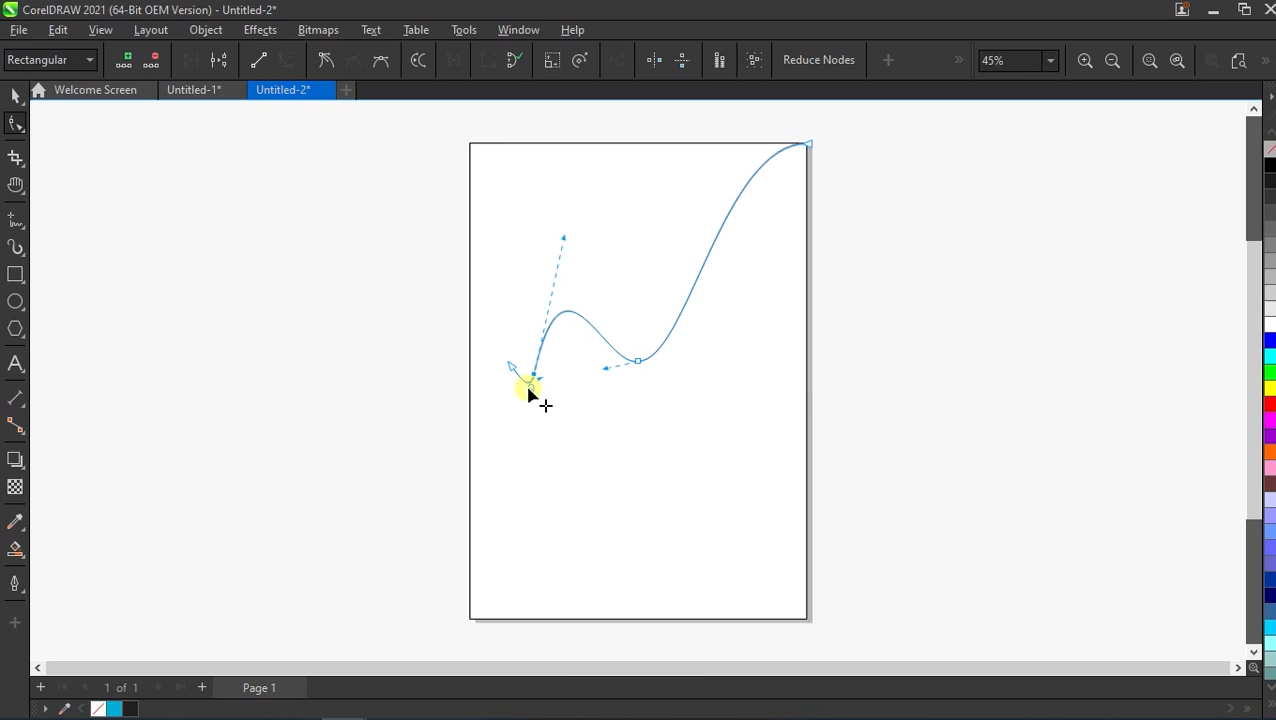 CorelDRAW 2021 (64-Bit OEM Version) - Untitled-2*
File Edit View Layout Object Effects Bitmaps Text Table Tools Window Help
Rectangular Reduce Nodes 45%
Welcome Screen Untitled-1* Untitled-2*
1 of 1 Page 1